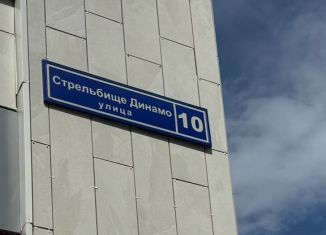 Стрельбище Динамо
улица
10